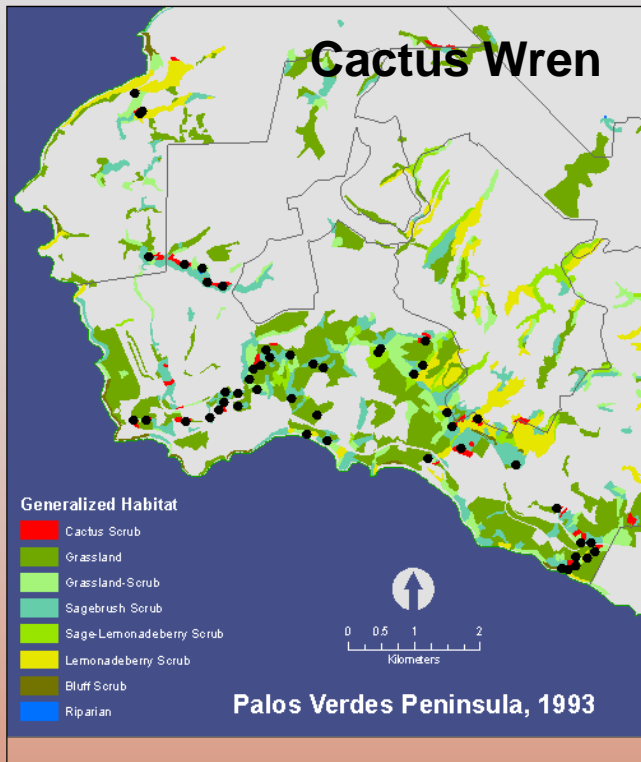 Cactus Wren
Generalized Habitat
Cactus Scrub
Grassland
Grassland-Scrub
Sagebrush Scrub
Sage-Lemonadeberry Scrub
Lemonadeberry Scrub
Bluff Scrub
Riparian
0 0.5 1 2
Kilometers
Palos Verdes Peninsula, 1993